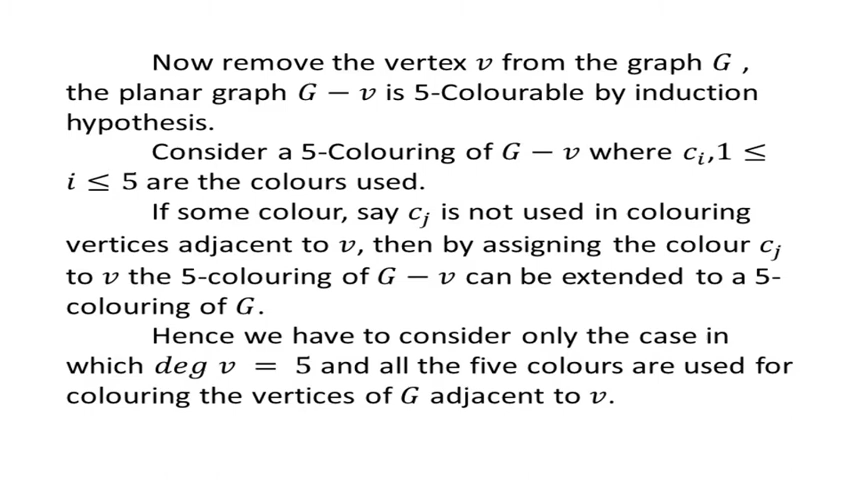 Now remove the vertex 𝑣 from the graph 𝐺 ,
the planar graph 𝐺 − 𝑣 is 5-Colourable by induction
hypothesis.
Consider a 5-Colouring of 𝐺 − 𝑣 where 𝑐ᵢ,1 ≤
𝑖 ≤ 5 are the colours used.
If some colour, say 𝑐ⱼ is not used in colouring
vertices adjacent to 𝑣, then by assigning the colour 𝑐ⱼ
to 𝑣 the 5-colouring of 𝐺 − 𝑣 can be extended to a 5-
colouring of 𝐺.
Hence we have to consider only the case in
which 𝑑𝑒𝑔 𝑣 = 5 and all the five colours are used for
colouring the vertices of 𝐺 adjacent to 𝑣.